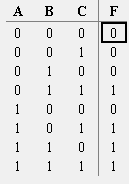 A B C F
0 0 0 0
0 0 1 0
0 1 0 0
0 1 1 1
1 0 0 0
1 0 1 1
1 1 0 1
1 1 1 1